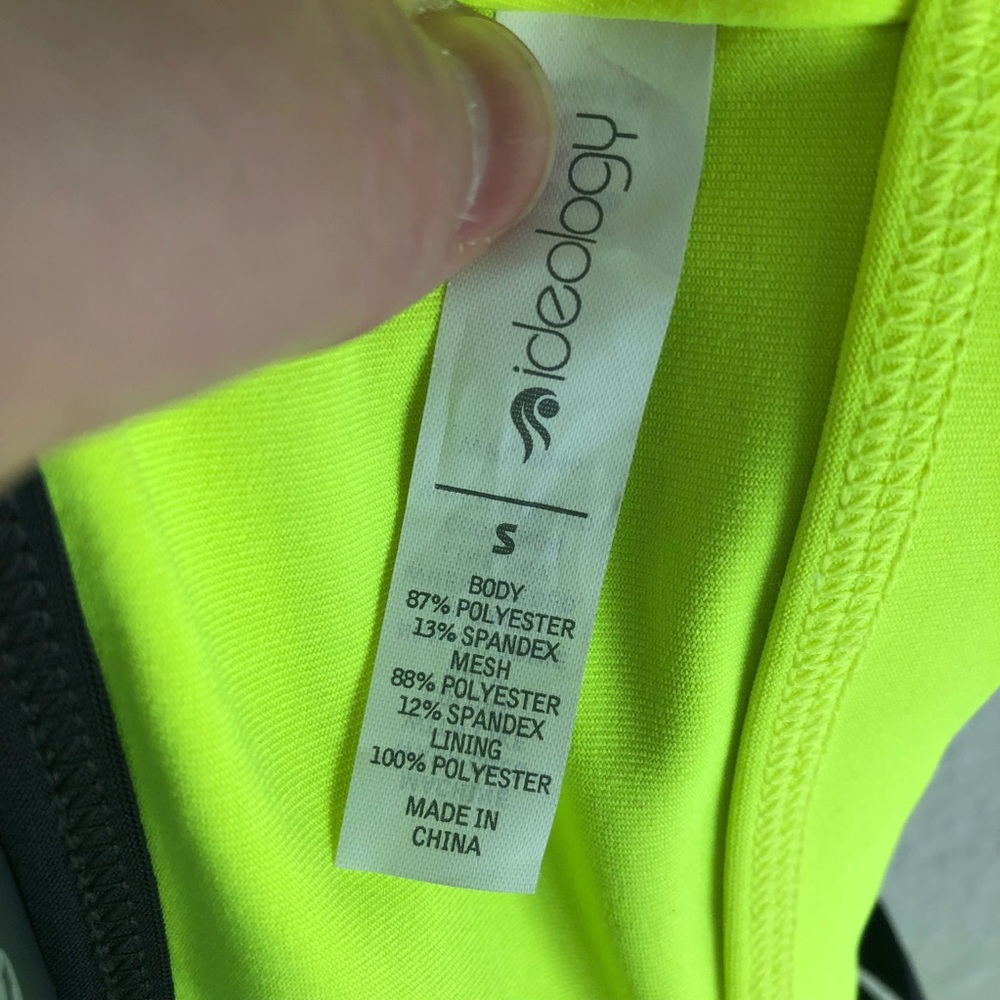 ideology
S
BODY
87% POLYESTER
13% SPANDEX
MESH
88% POLYESTER
12% SPANDEX
LINING
100% POLYESTER
MADE IN
CHINA